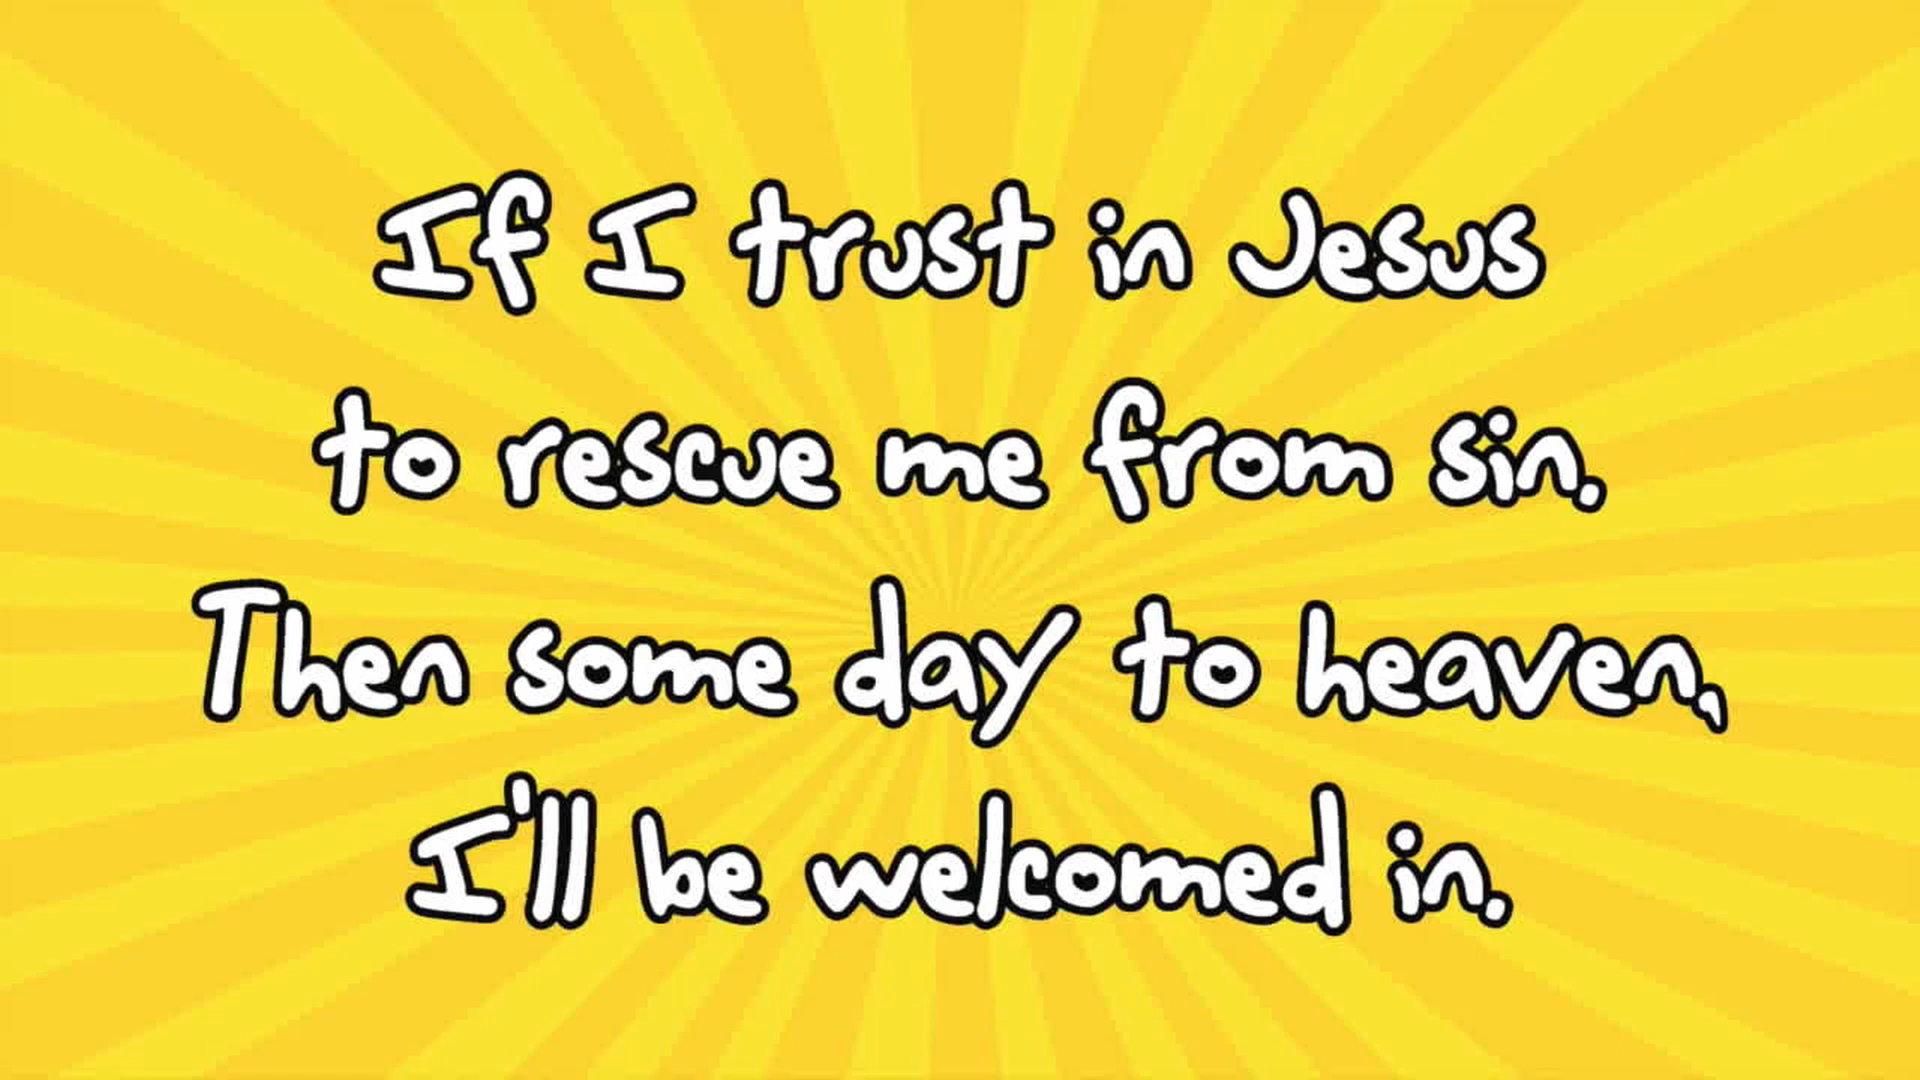 If I trust in Jesus
to rescue me from sin.
Then some day to heaven,
I'll be welcomed in.